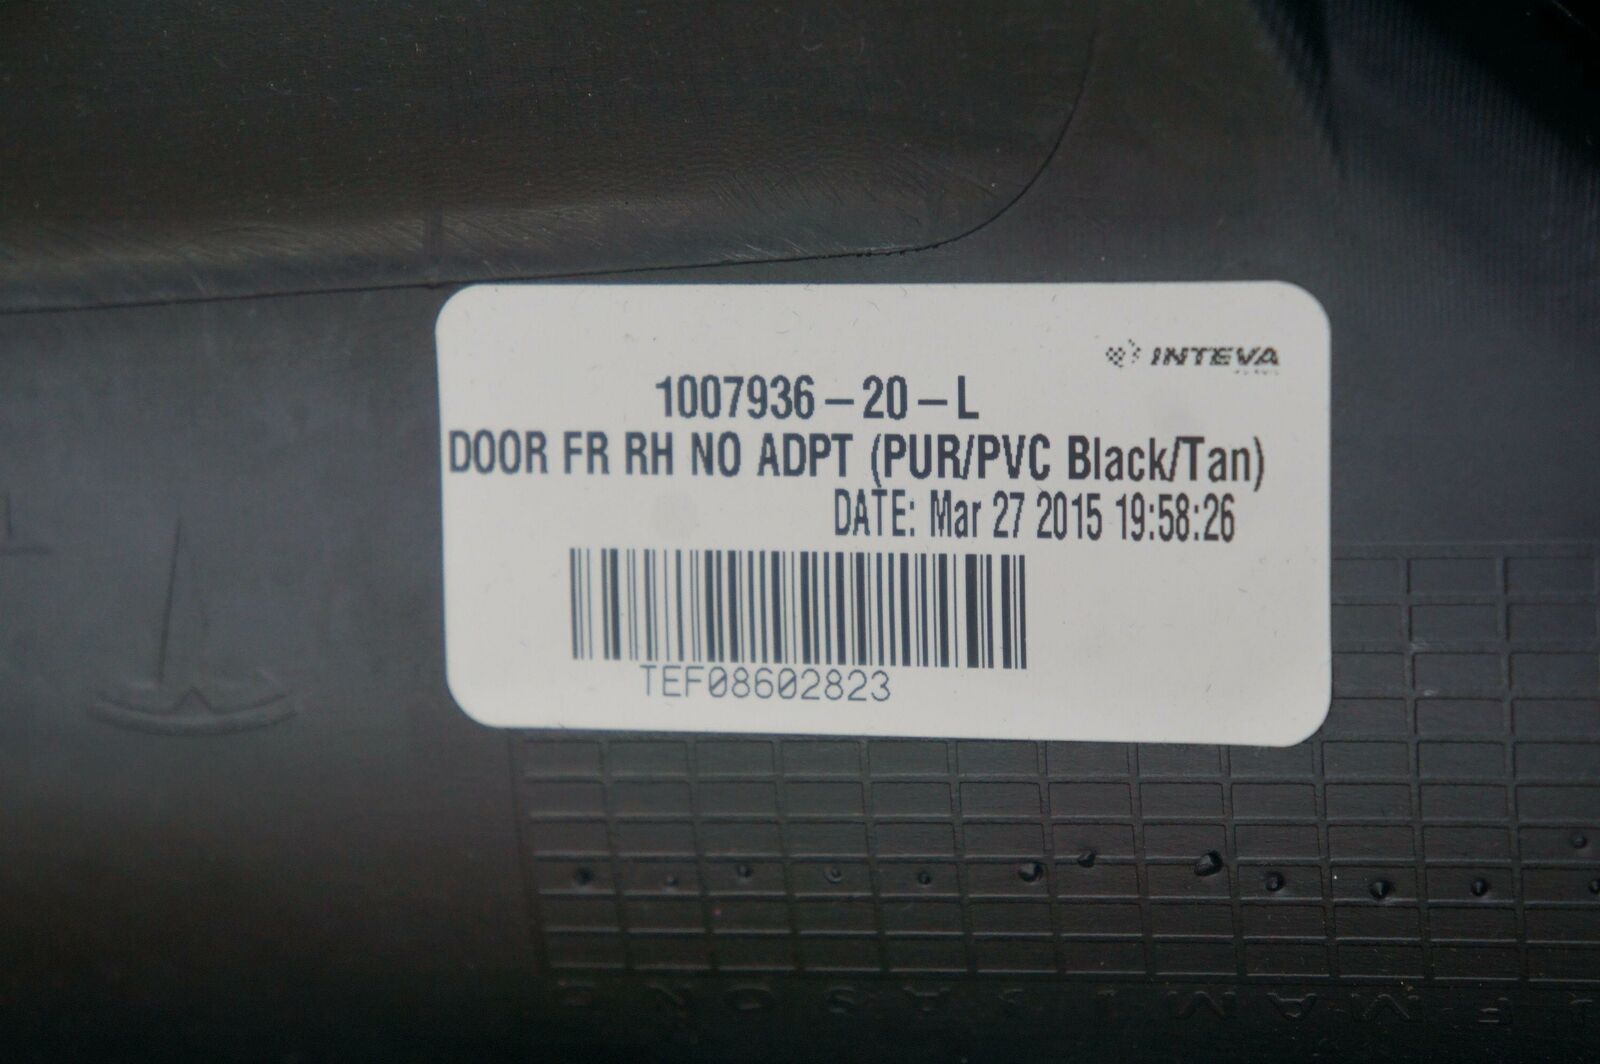 INTEVA
1007936-20-L
DOOR FR RH NO ADPT (PUR/PVC Black/Tan)
DATE: Mar 27 2015 19:58:26
TEF08602823
J F M A M J J A S O N D